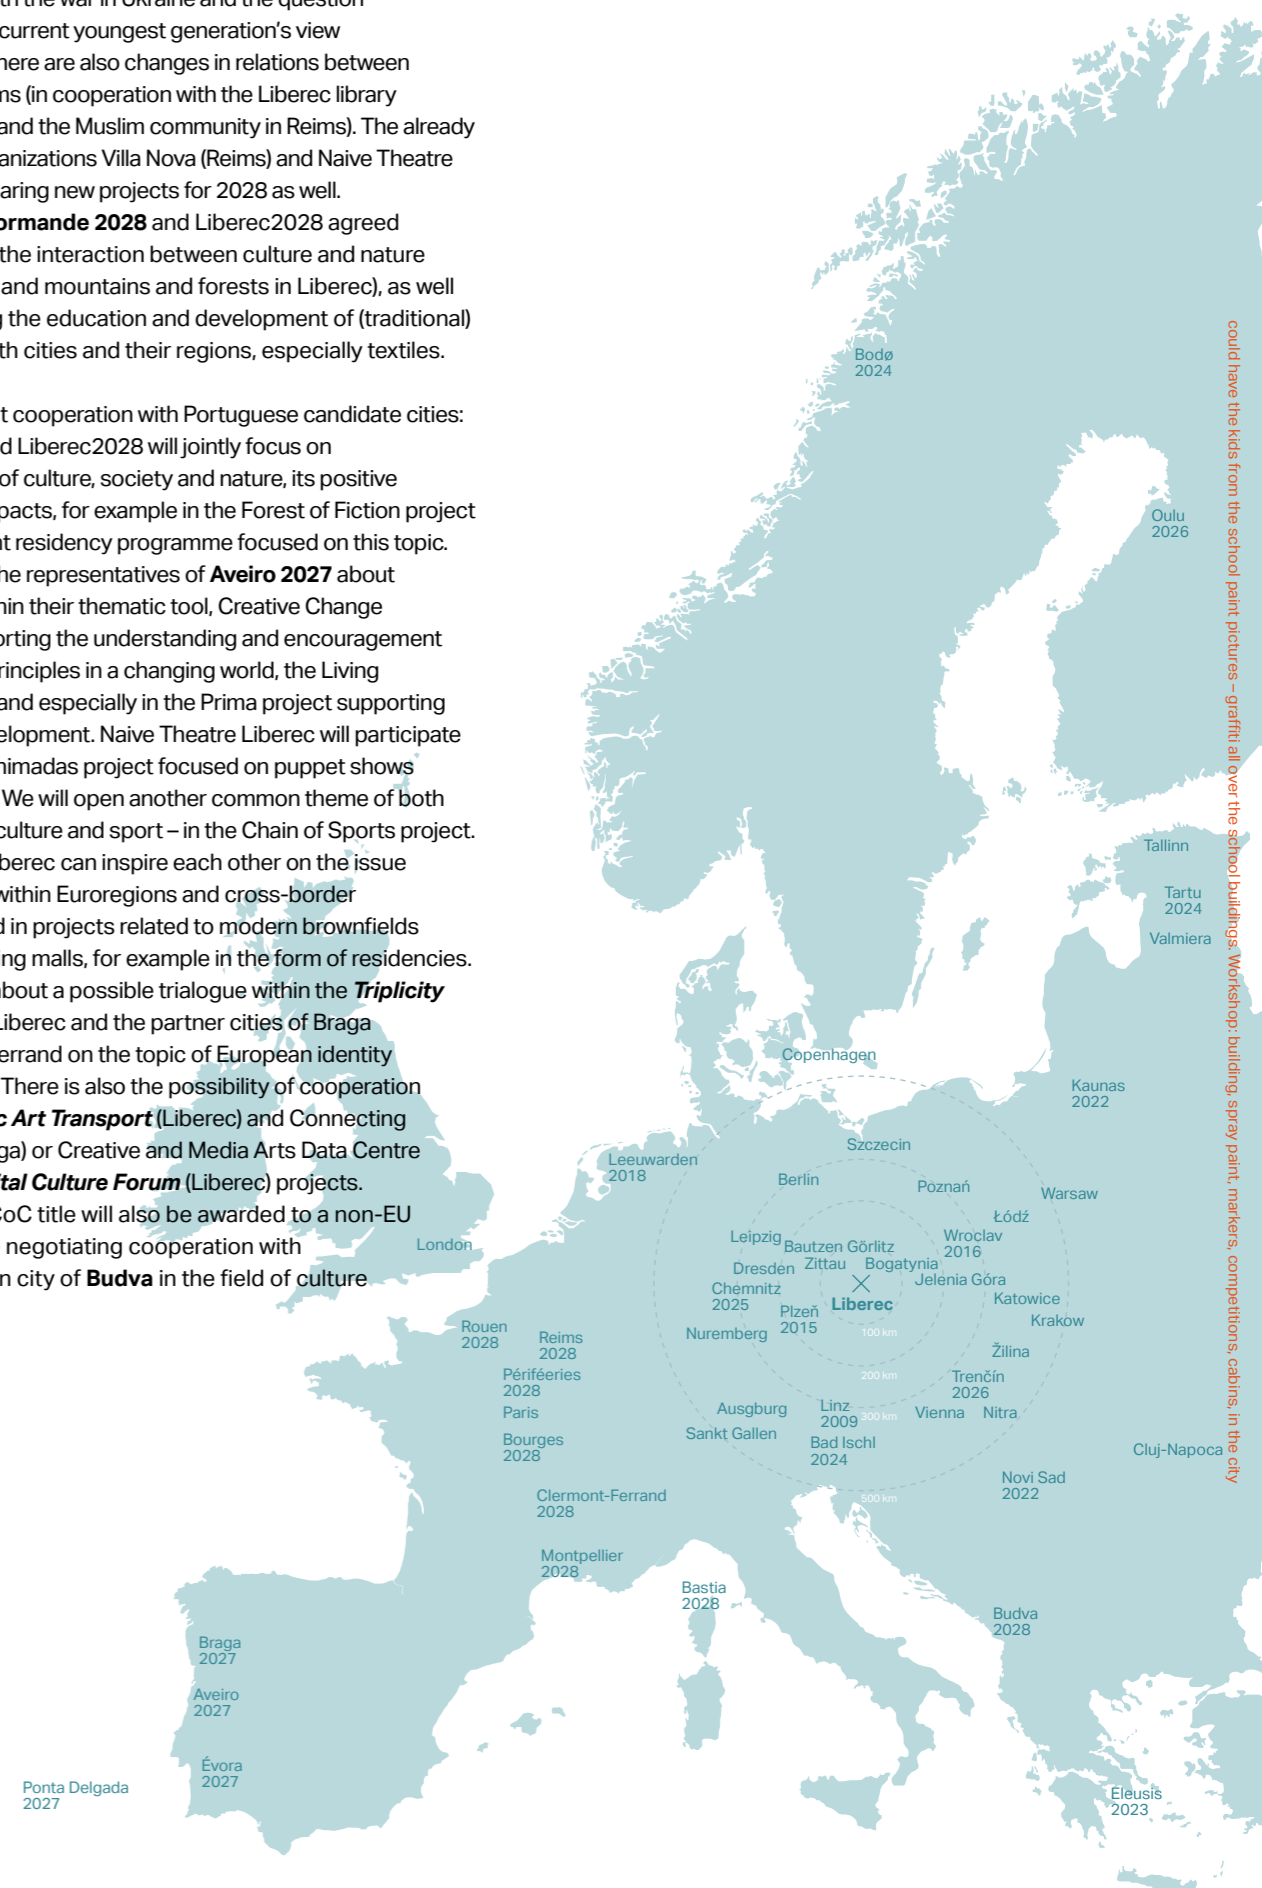 th the war in Ukraine and the question
current youngest generation's view
here are also changes in relations between
ms (in cooperation with the Liberec library
and the Muslim community in Reims). The already
ganizations Villa Nova (Reims) and Naive Theatre
aring new projects for 2028 as well.
ormande 2028 and Liberec2028 agreed
the interaction between culture and nature
and mountains and forests in Liberec), as well
g the education and development of (traditional)
th cities and their regions, especially textiles.
t cooperation with Portuguese candidate cities:
d Liberec2028 will jointly focus on
of culture, society and nature, its positive
pacts, for example in the Forest of Fiction project
nt residency programme focused on this topic.
he representatives of Aveiro 2027 about
hin their thematic tool, Creative Change
orting the understanding and encouragement
rinciples in a changing world, the Living
and especially in the Prima project supporting
elopment. Naive Theatre Liberec will participate
nimadas project focused on puppet shows
We will open another common theme of both
culture and sport – in the Chain of Sports project.
iberec can inspire each other on the issue
within Euroregions and cross-border
d in projects related to modern brownfields
ing malls, for example in the form of residencies.
about a possible trialogue within the Triplicity
Liberec and the partner cities of Braga
errand on the topic of European identity
There is also the possibility of cooperation
c Art Transport (Liberec) and Connecting
ga) or Creative and Media Arts Data Centre
ital Culture Forum (Liberec) projects.
CoC title will also be awarded to a non-EU
negotiating cooperation with
n city of Budva in the field of culture
could have the kids from the school paint pictures – graffiti all over the school buildings. Workshop: building, spray paint, markers, competitions, cabins, in the city
Bodø
2024
Oulu
2026
Tallinn
Tartu
2024
Valmiera
Copenhagen
Kaunas
2022
Szczecin
Leeuwarden
2018
Berlin
Poznań
Warsaw
Łódź
London
Leipzig
Bautzen Görlitz
Wroclav
2016
Dresden
Zittau
Bogatynia
Jelenia Góra
Chemnitz
2025
Liberec
Plzeň
2015
Katowice
Krakow
Nuremberg
100 km
Rouen
2028
Reims
2028
Žilina
Périféeries
2028
200 km
Trenčín
2026
Paris
Ausgburg
Linz
2009
300 km
Vienna
Nitra
Bourges
2028
Sankt Gallen
Bad Ischl
2024
Cluj-Napoca
Novi Sad
2022
Clermont-Ferrand
2028
500 km
Montpellier
2028
Bastia
2028
Budva
2028
Braga
2027
Aveiro
2027
Évora
2027
Ponta Delgada
2027
Eleusis
2023